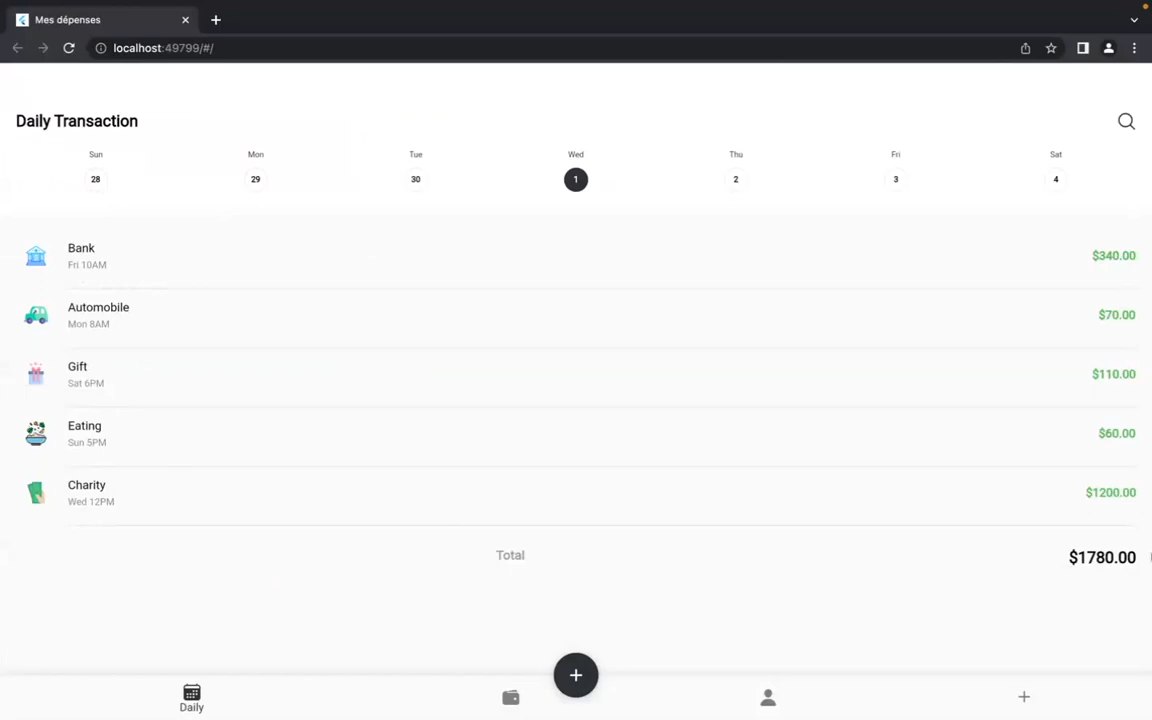 Mes dépenses
localhost:49799/#/
Daily Transaction
Sun Mon Tue Wed Thu Fri Sat
28 29 30 1 2 3 4
Bank
Fri 10AM
$340.00
Automobile
Mon 8AM
$70.00
Gift
Sat 6PM
$110.00
Eating
Sun 5PM
$60.00
Charity
Wed 12PM
$1200.00
Total $1780.00
Daily